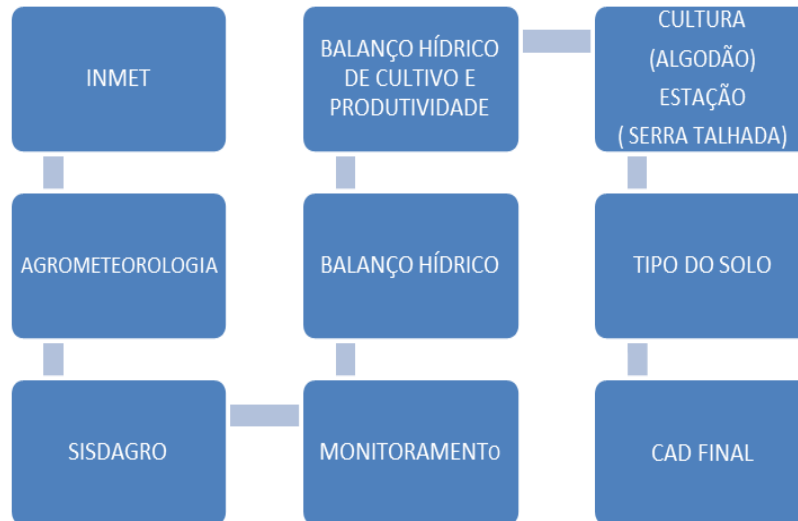 INMET
AGROMETEOROLOGIA
SISDAGRO
MONITORAMENTo
BALANÇO HÍDRICO
BALANÇO HÍDRICO
DE CULTIVO E
PRODUTIVIDADE
CULTURA
(ALGODÃO)
ESTAÇÃO
( SERRA TALHADA)
TIPO DO SOLO
CAD FINAL